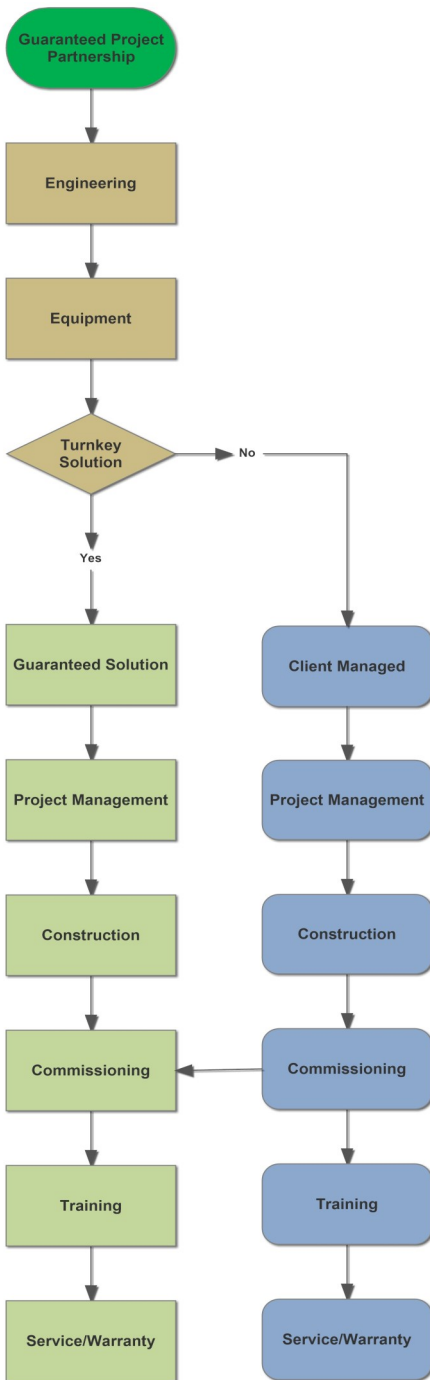 Guaranteed Project
Partnership
Engineering
Equipment
Turnkey
Solution
No
Yes
Guaranteed Solution
Client Managed
Project Management
Project Management
Construction
Construction
Commissioning
Commissioning
Training
Training
Service/Warranty
Service/Warranty